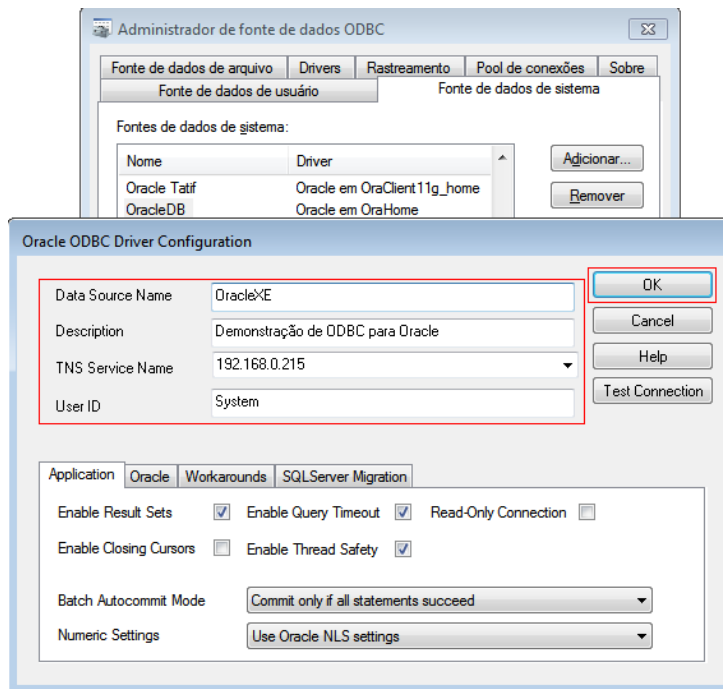 Administrador de fonte de dados ODBC
Fonte de dados de arquivo Drivers Rastreamento Pool de conexões Sobre
Fonte de dados de usuário Fonte de dados de sistema
Fontes de dados de sistema:
Nome Driver Adicionar...
Oracle Tatif Oracle em OraClient11g_home
OracleDB Oracle em OraHome Remover
Oracle ODBC Driver Configuration
Data Source Name OracleXE OK
Description Demonstração de ODBC para Oracle Cancel
TNS Service Name 192.168.0.215 Help
User ID System Test Connection
Application Oracle Workarounds SQLServer Migration
Enable Result Sets Enable Query Timeout Read-Only Connection
Enable Closing Cursors Enable Thread Safety
Batch Autocommit Mode Commit only if all statements succeed
Numeric Settings Use Oracle NLS settings